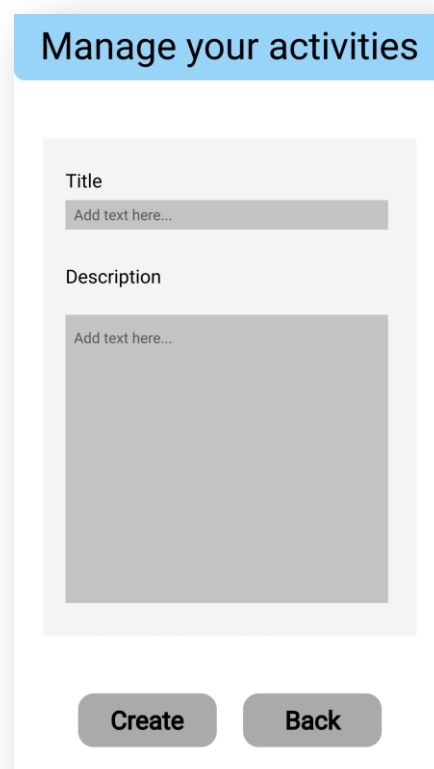 Manage your activities
Title
Add text here...
Description
Add text here...
Create
Back